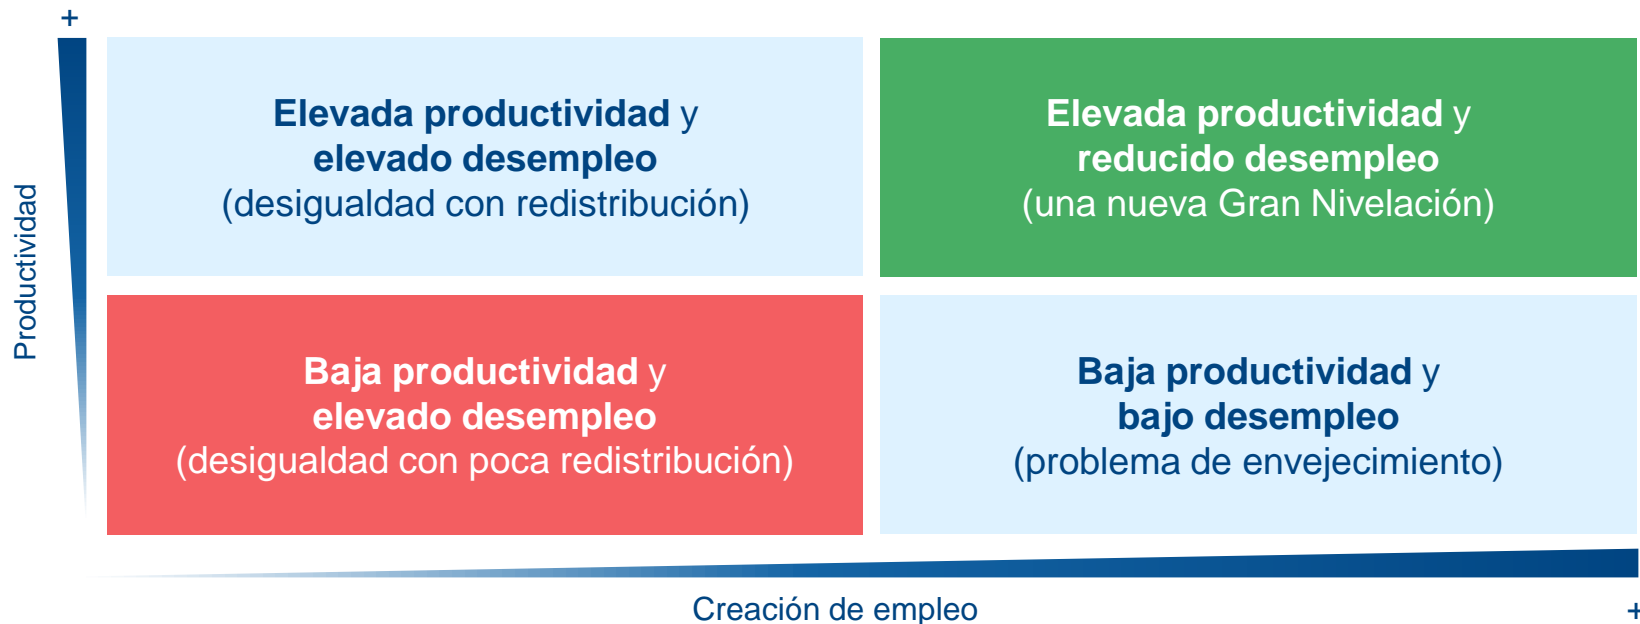 +
Productividad
Elevada productividad y
elevado desempleo
(desigualdad con redistribución)
Elevada productividad y
reducido desempleo
(una nueva Gran Nivelación)
Baja productividad y
elevado desempleo
(desigualdad con poca redistribución)
Baja productividad y
bajo desempleo
(problema de envejecimiento)
Creación de empleo
+